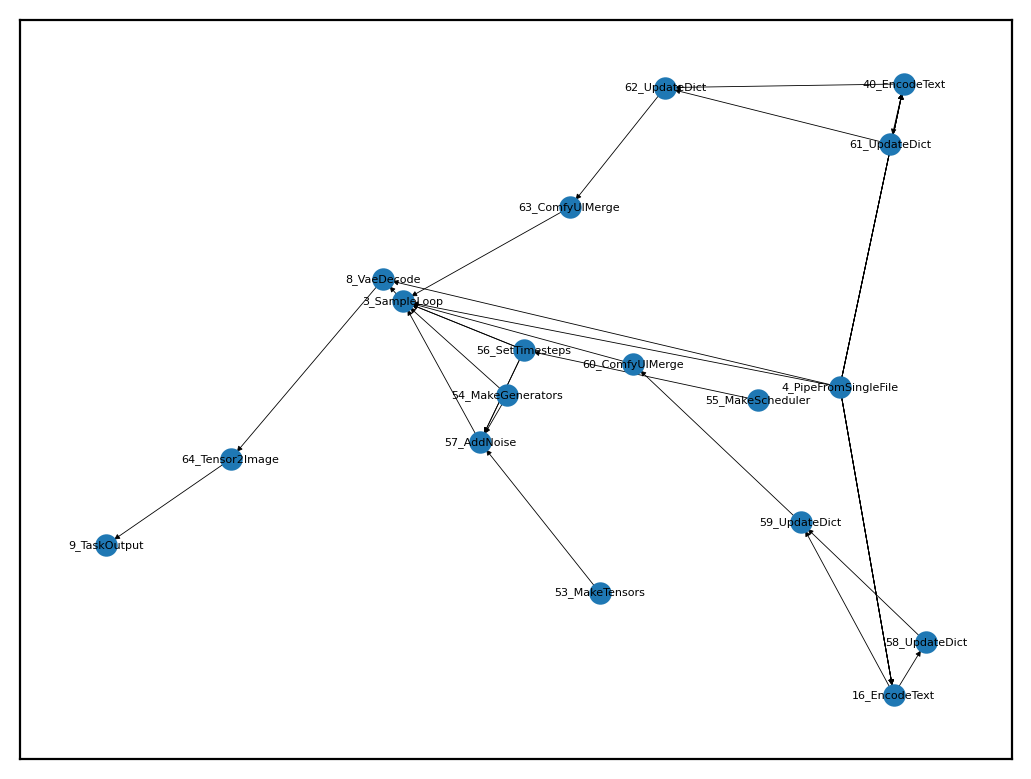 40_EncodeText
62_UpdateDict
61_UpdateDict
63_ComfyUIMerge
8_VaeDecode
3_SampleLoop
56_SetTimesteps
60_ComfyUIMerge
4_PipeFromSingleFile
54_MakeGenerators
55_MakeScheduler
57_AddNoise
64_Tensor2Image
59_UpdateDict
9_TaskOutput
53_MakeTensors
58_UpdateDict
16_EncodeText